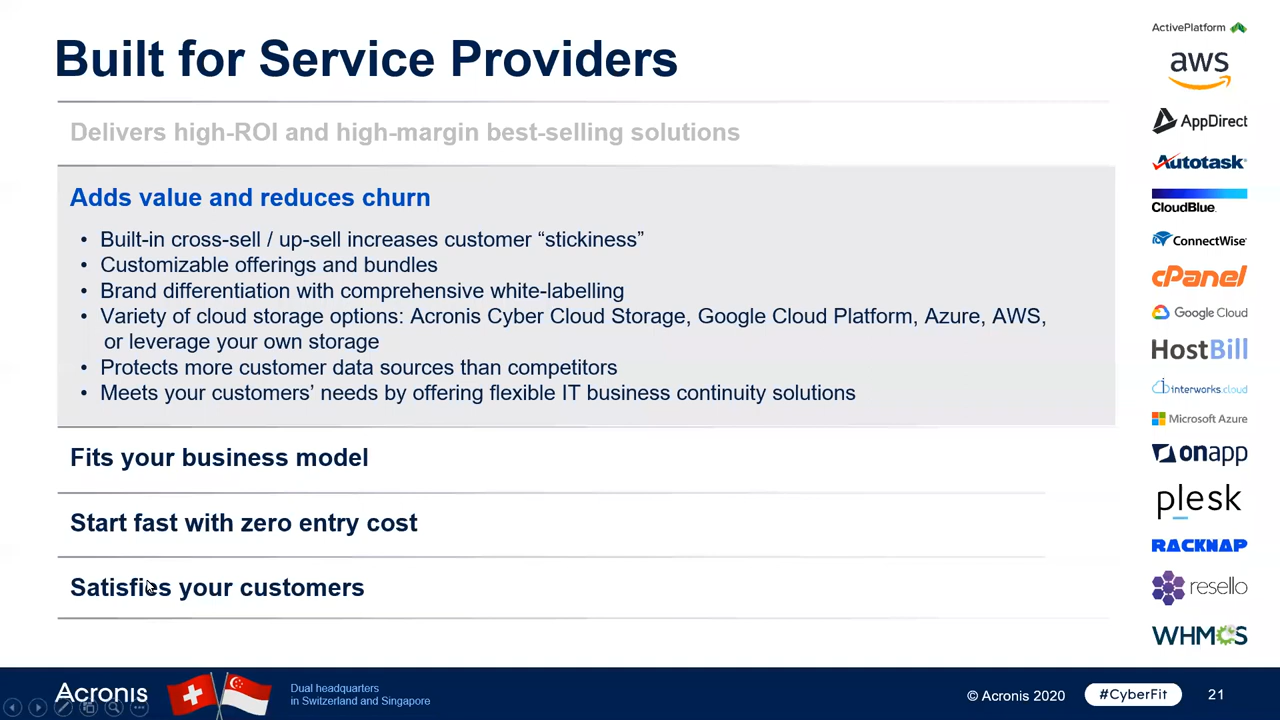 Built for Service Providers
Delivers high-ROI and high-margin best-selling solutions
Adds value and reduces churn
• Built-in cross-sell / up-sell increases customer “stickiness”
• Customizable offerings and bundles
• Brand differentiation with comprehensive white-labelling
• Variety of cloud storage options: Acronis Cyber Cloud Storage, Google Cloud Platform, Azure, AWS,
or leverage your own storage
• Protects more customer data sources than competitors
• Meets your customers’ needs by offering flexible IT business continuity solutions
Fits your business model
Start fast with zero entry cost
Satisfies your customers
ActivePlatform
aws
AppDirect
Autotask
CloudBlue
ConnectWise
cPanel
Google Cloud
HostBill
interworks.cloud
Microsoft Azure
onapp
plesk
RACKNAP
resello
WHMCS
Acronis
Dual headquarters
in Switzerland and Singapore
© Acronis 2020
#CyberFit
21